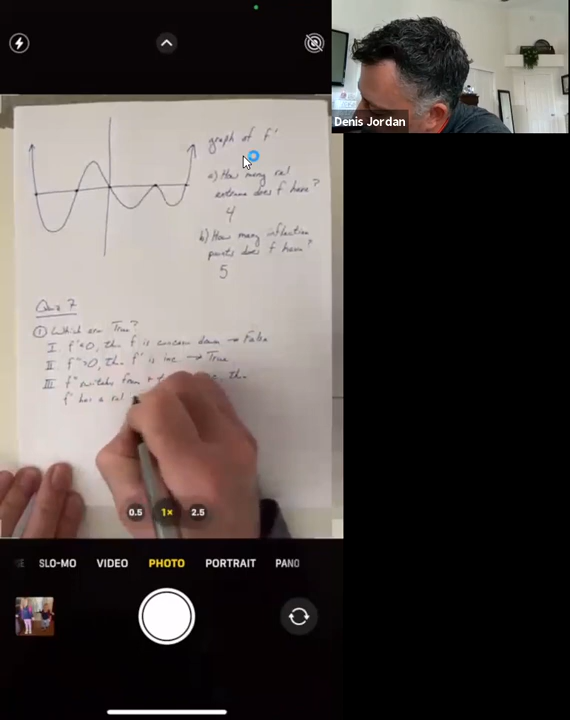 Denis Jordan
graph of f'
a) How many rel
extrema does f have?
4
b) How many inflection
points does f have?
5
Quiz 7
① Which are True?
I. f'<0, then f is concave down → False
II. f''>0, then f' is inc. → True
III. f'' switches from + to the
f' has a rel
0.5 1× 2.5
SLO-MO VIDEO PHOTO PORTRAIT PANO